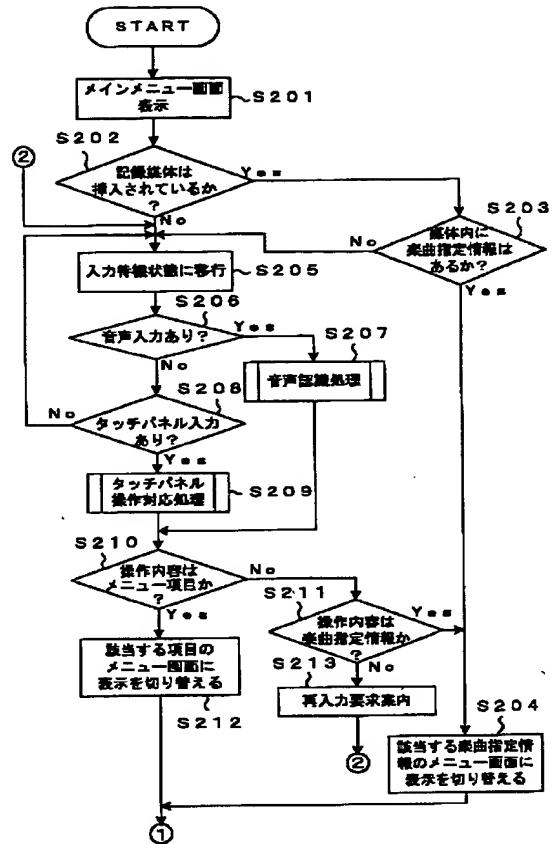 START
メインメニュー画面
表示
S201
S202
②
記録媒体は
挿入されているか
?
Yes
No
S203
媒体内に
楽曲指定情報は
あるか?
No
Yes
入力待機状態に移行
S205
S206
音声入力あり?
Yes
No
S207
音声認識処理
S208
タッチパネル入力
あり?
No
Yes
タッチパネル
操作対応処理
S209
S210
操作内容は
メニュー項目か
?
No
Yes
S211
操作内容は
楽曲指定情報か
?
Yes
No
該当する項目の
メニュー画面に
表示を切り替える
S212
S213
再入力要求案内
②
S204
該当する楽曲指定情
報のメニュー画面に
表示を切り替える
①